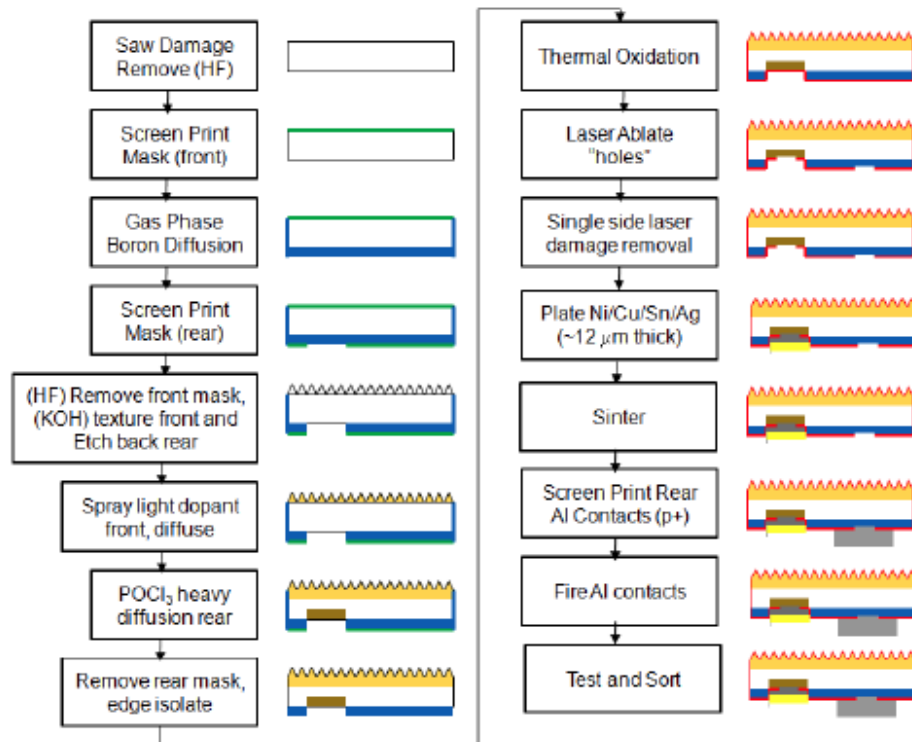 Saw Damage
Remove (HF)
Screen Print
Mask (front)
Gas Phase
Boron Diffusion
Screen Print
Mask (rear)
(HF) Remove front mask,
(KOH) texture front and
Etch back rear
Spray light dopant
front, diffuse
POCl₃ heavy
diffusion rear
Remove rear mask,
edge isolate
Thermal Oxidation
Laser Ablate
"holes"
Single side laser
damage removal
Plate Ni/Cu/Sn/Ag
(~12 μm thick)
Sinter
Screen Print Rear
Al Contacts (p+)
Fire Al contacts
Test and Sort